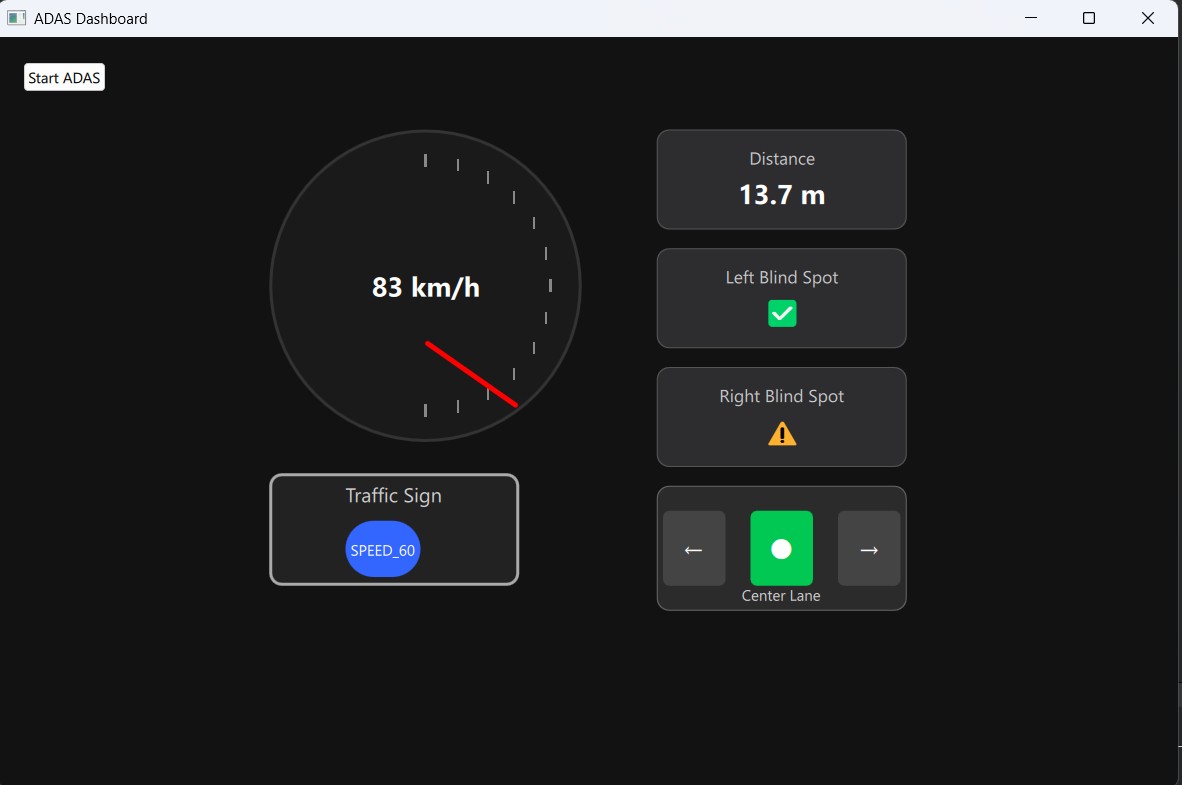 ADAS Dashboard
Start ADAS
83 km/h
Traffic Sign
SPEED_60
Distance
13.7 m
Left Blind Spot
Right Blind Spot
← →
Center Lane